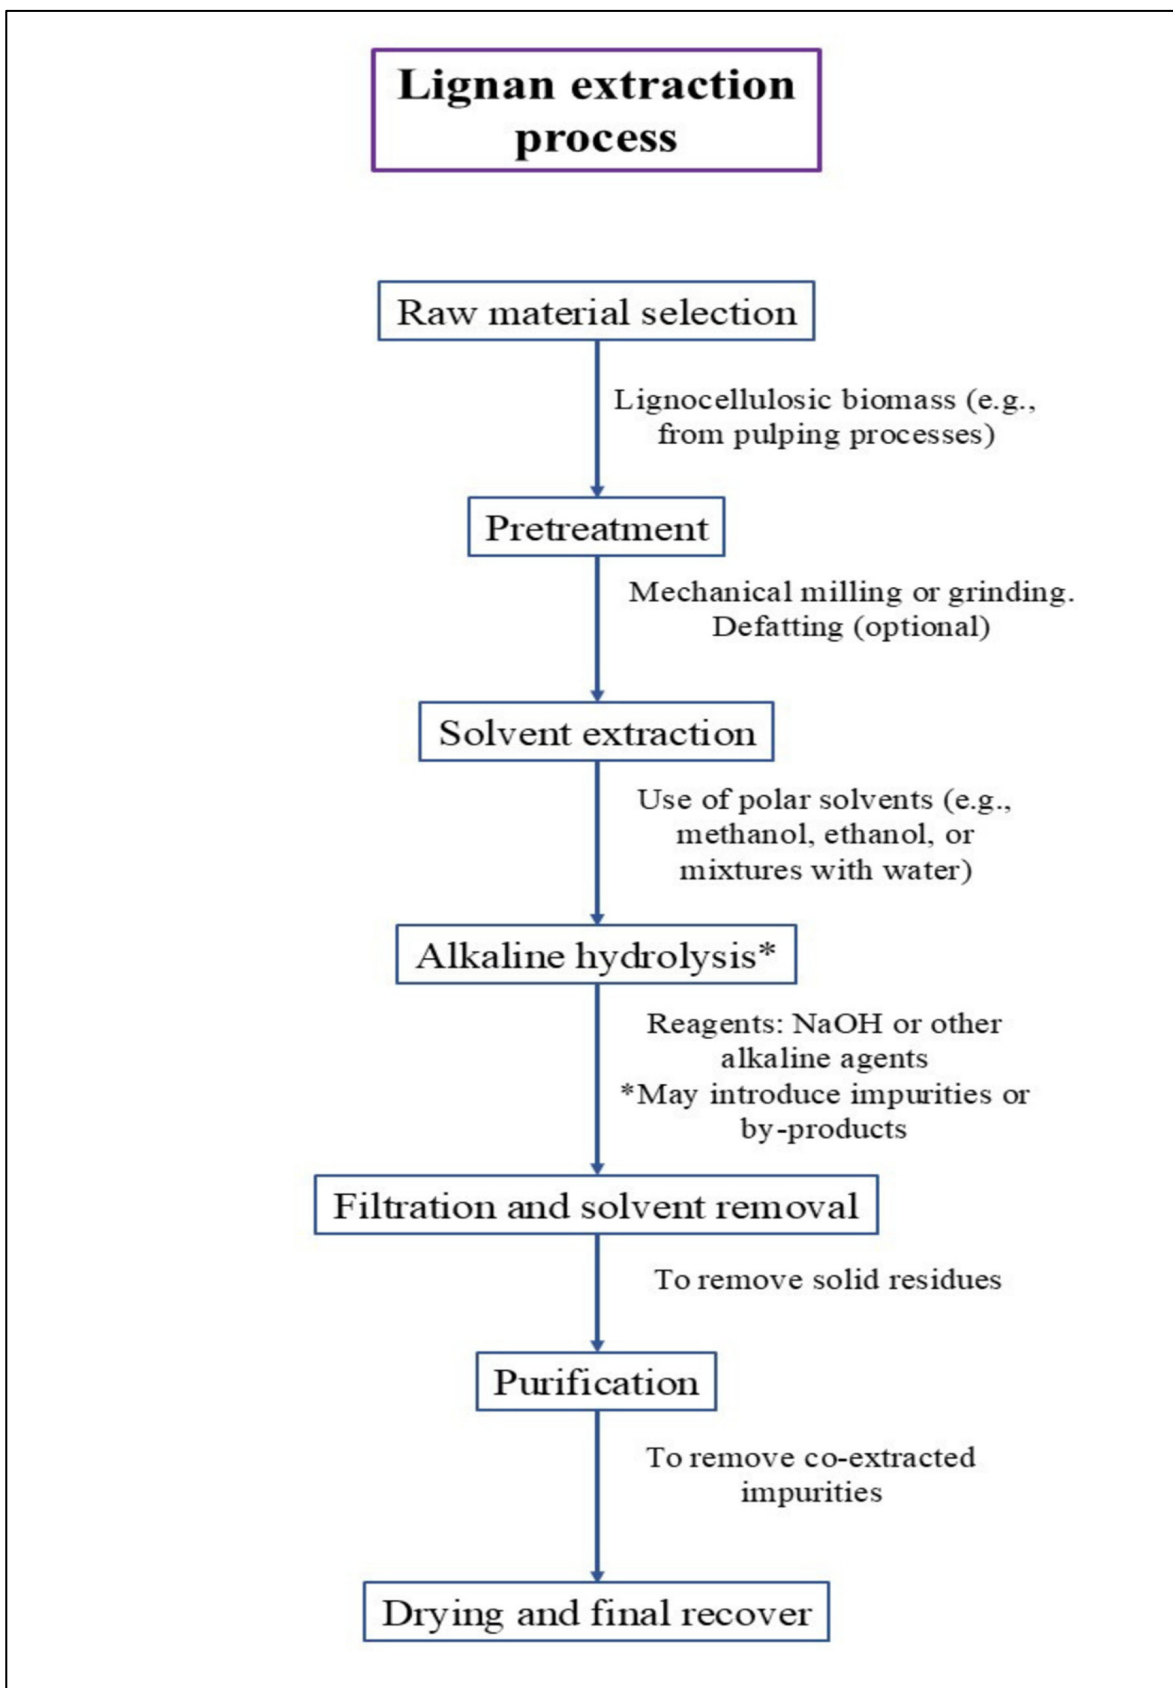 Lignan extraction
process
Raw material selection
Lignocellulosic biomass (e.g.,
from pulping processes)
Pretreatment
Mechanical milling or grinding.
Defatting (optional)
Solvent extraction
Use of polar solvents (e.g.,
methanol, ethanol, or
mixtures with water)
Alkaline hydrolysis*
Reagents: NaOH or other
alkaline agents
*May introduce impurities or
by-products
Filtration and solvent removal
To remove solid residues
Purification
To remove co-extracted
impurities
Drying and final recover